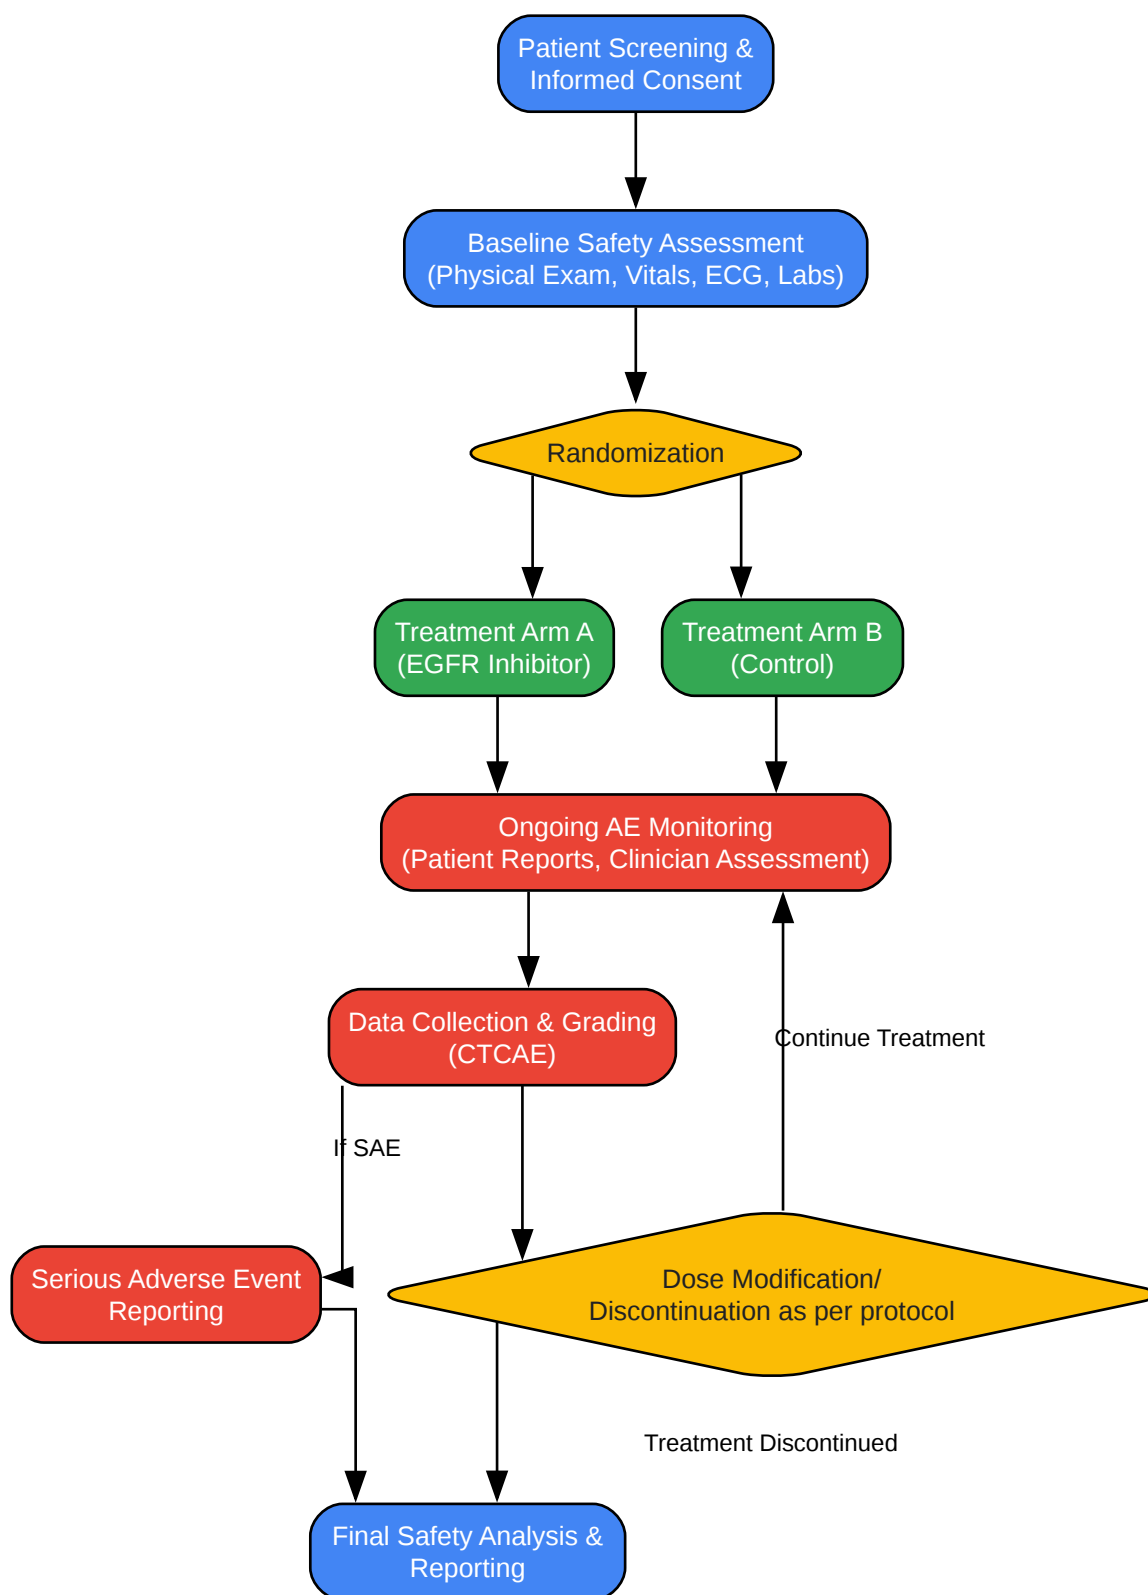 Patient Screening &
Informed Consent
Baseline Safety Assessment
(Physical Exam, Vitals, ECG, Labs)
Randomization
Treatment Arm A
(EGFR Inhibitor)
Treatment Arm B
(Control)
Ongoing AE Monitoring
(Patient Reports, Clinician Assessment)
Data Collection & Grading
(CTCAE)
Continue Treatment
If SAE
Serious Adverse Event
Reporting
Dose Modification/
Discontinuation as per protocol
Treatment Discontinued
Final Safety Analysis &
Reporting